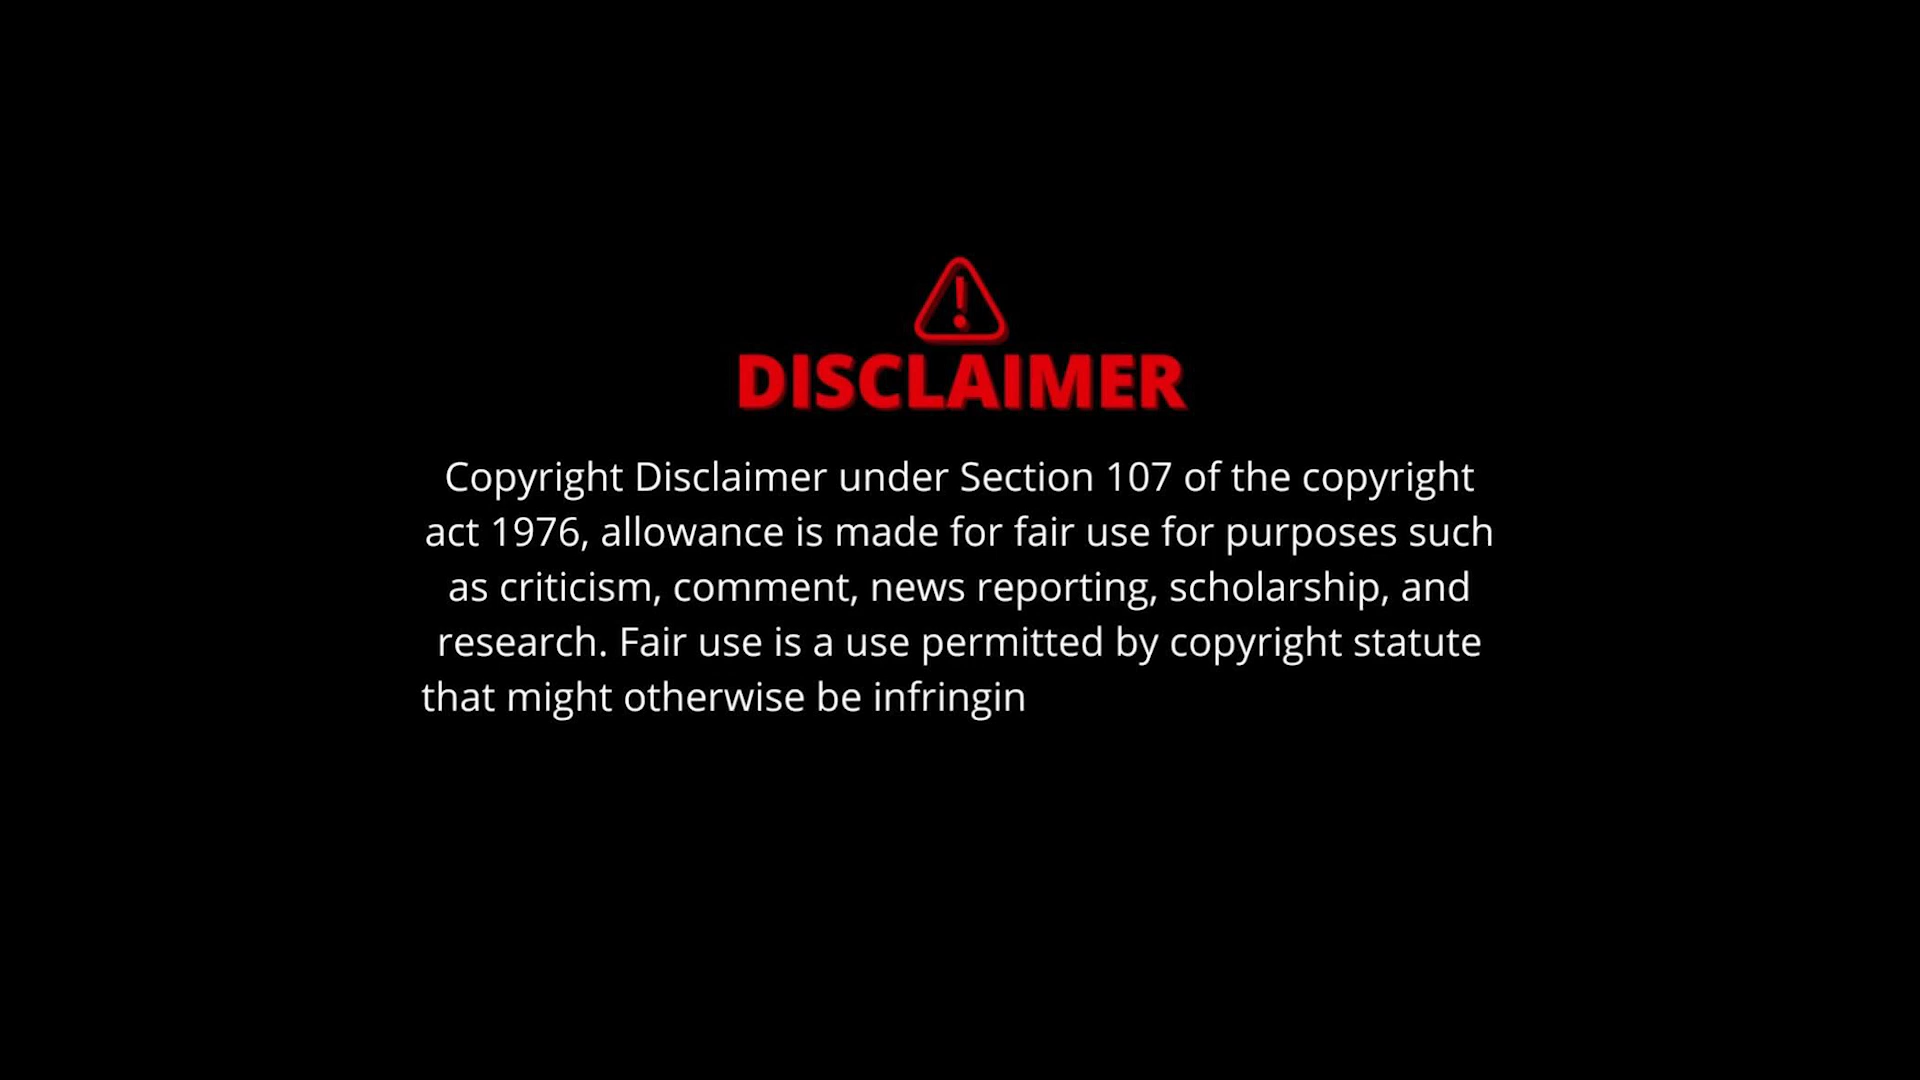 DISCLAIMER
Copyright Disclaimer under Section 107 of the copyright
act 1976, allowance is made for fair use for purposes such
as criticism, comment, news reporting, scholarship, and
research. Fair use is a use permitted by copyright statute
that might otherwise be infringin